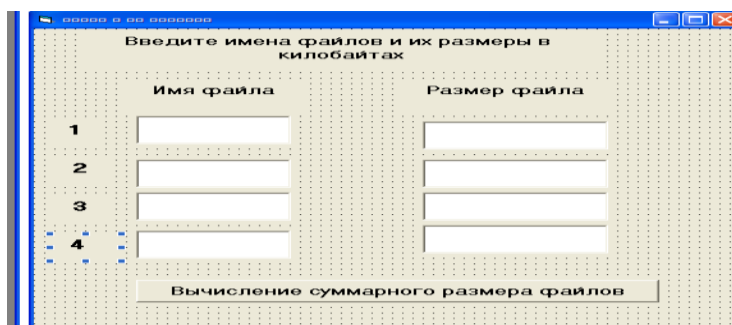 Введите имена файлов и их размеры в
килобайтах
Имя файла Размер файла
1
2
3
4
Вычисление суммарного размера файлов